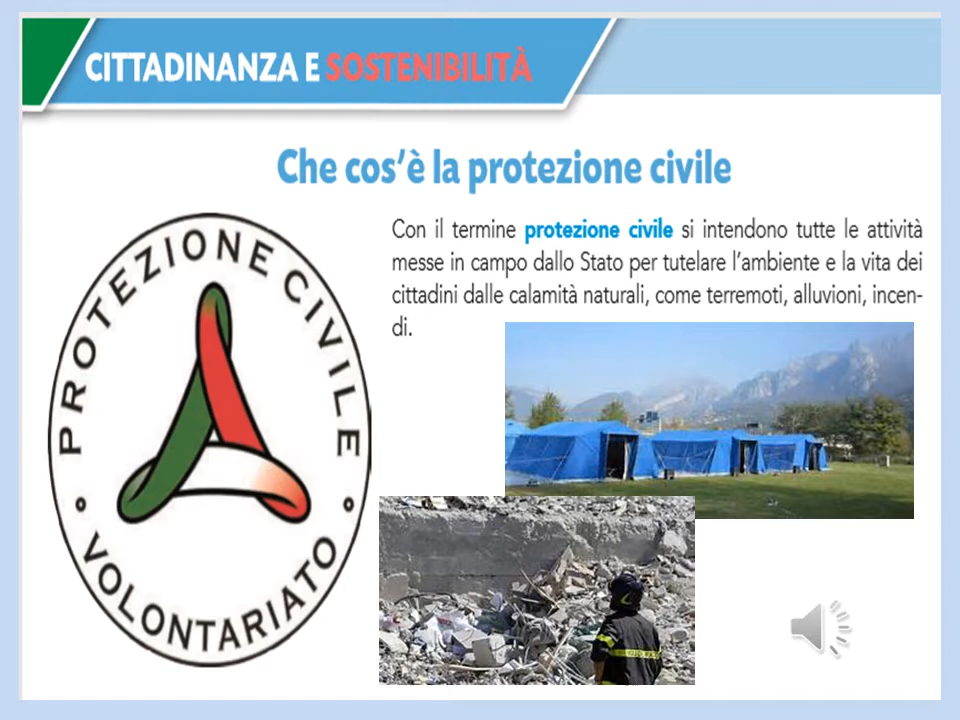 CITTADINANZA E SOSTENIBILITÀ
Che cos'è la protezione civile
Con il termine protezione civile si intendono tutte le attività
messe in campo dallo Stato per tutelare l'ambiente e la vita dei
cittadini dalle calamità naturali, come terremoti, alluvioni, incen-
di.
PROTEZIONE CIVILE
VOLONTARIATO